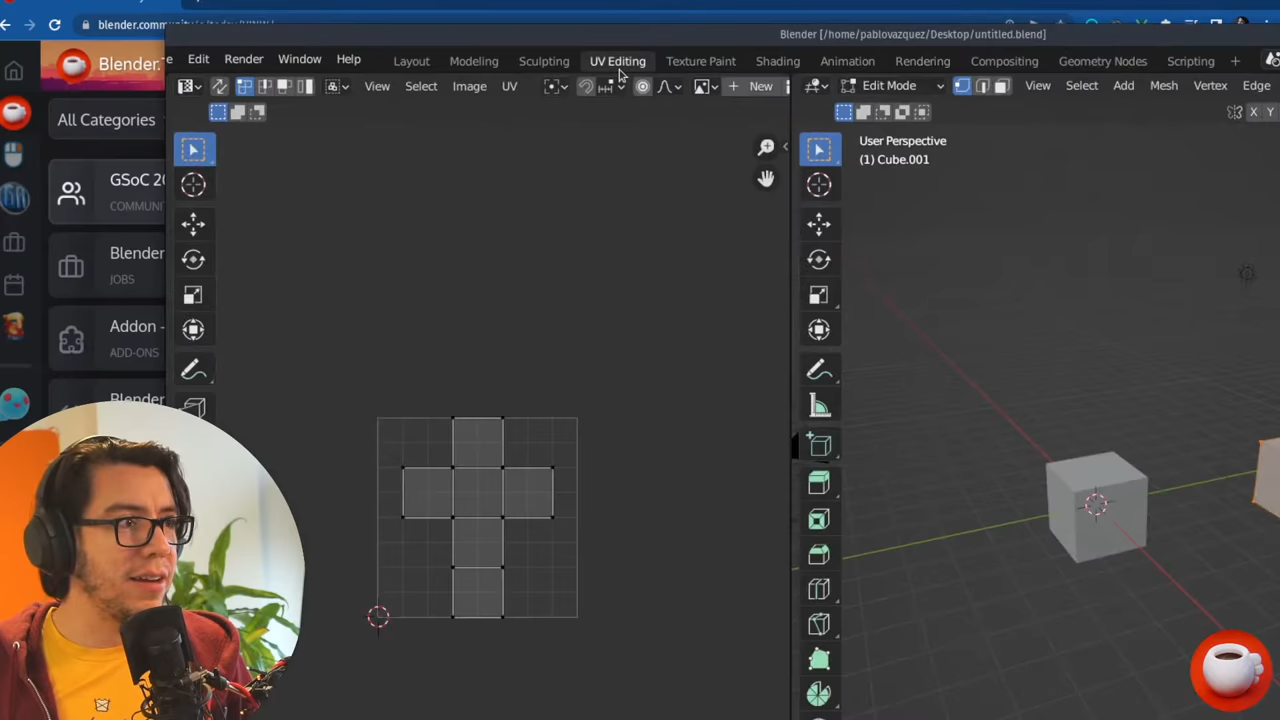 blender.community/c/today/
Blender [/home/pablovazquez/Desktop/untitled.blend]
Blender.T
Edit Render Window Help
Layout Modeling Sculpting UV Editing Texture Paint Shading Animation Rendering Compositing Geometry Nodes Scripting +
View Select Image UV
New
Edit Mode
View Select Add Mesh Vertex Edge
X Y
All Categories
User Perspective
(1) Cube.001
GSoC 20
COMMUNI
Blender
JOBS
Addon -
ADD-ONS
Blender